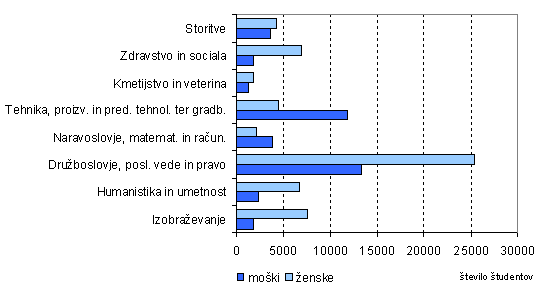 Storitve
Zdravstvo in sociala
Kmetijstvo in veterina
Tehnika, proizv. in pred. tehnol. ter gradb.
Naravoslovje, matemat. in račun.
Družboslovje, posl. vede in pravo
Humanistika in umetnost
Izobraževanje
0 5000 10000 15000 20000 25000 30000
moški ženske
število študentov